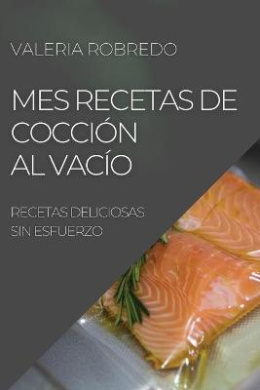 VALERIA ROBREDO
MES RECETAS DE
COCCIÓN
AL VACÍO
RECETAS DELICIOSAS
SIN ESFUERZO